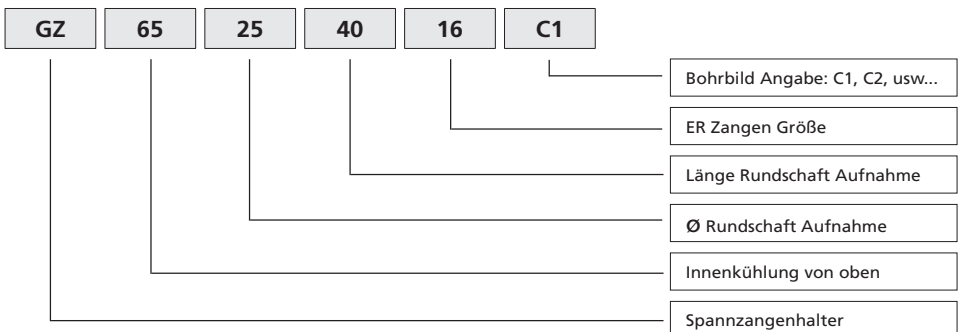 GZ 65 25 40 16 C1
Bohrbild Angabe: C1, C2, usw...
ER Zangen Größe
Länge Rundschaft Aufnahme
Ø Rundschaft Aufnahme
Innenkühlung von oben
Spannzangenhalter